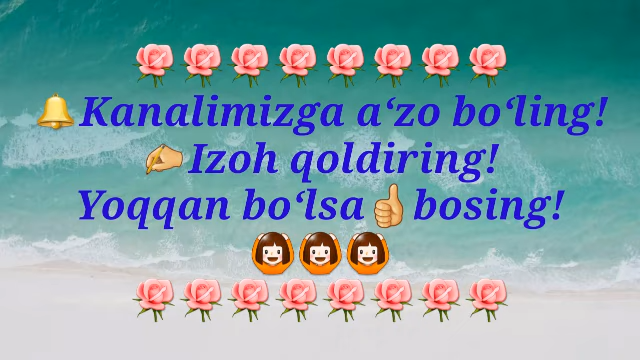 🌹🌹🌹🌹🌹🌹🌹🌹
🔔Kanalimizga a‘zo bo‘ling!
✍️Izoh qoldiring!
Yoqqan bo‘lsa👍bosing!
🙆🙆🙆
🌹🌹🌹🌹🌹🌹🌹🌹